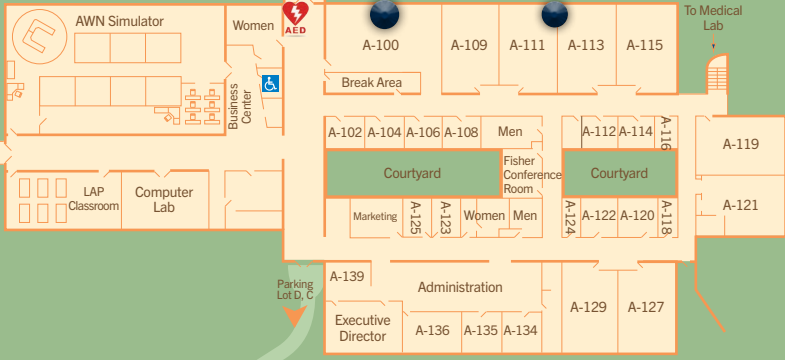 AWN Simulator
Women
AED
To Medical
Lab
A-100
A-109
A-111
A-113
A-115
Break Area
Business
Center
A-102
A-104
A-106
A-108
Men
A-112
A-114
A-116
A-119
Courtyard
Fisher
Conference
Room
Courtyard
LAP
Classroom
Computer
Lab
Marketing
A-125
A-123
Women
Men
A-124
A-122
A-120
A-118
A-121
Parking
Lot D, C
A-139
Administration
Executive
Director
A-136
A-135
A-134
A-129
A-127